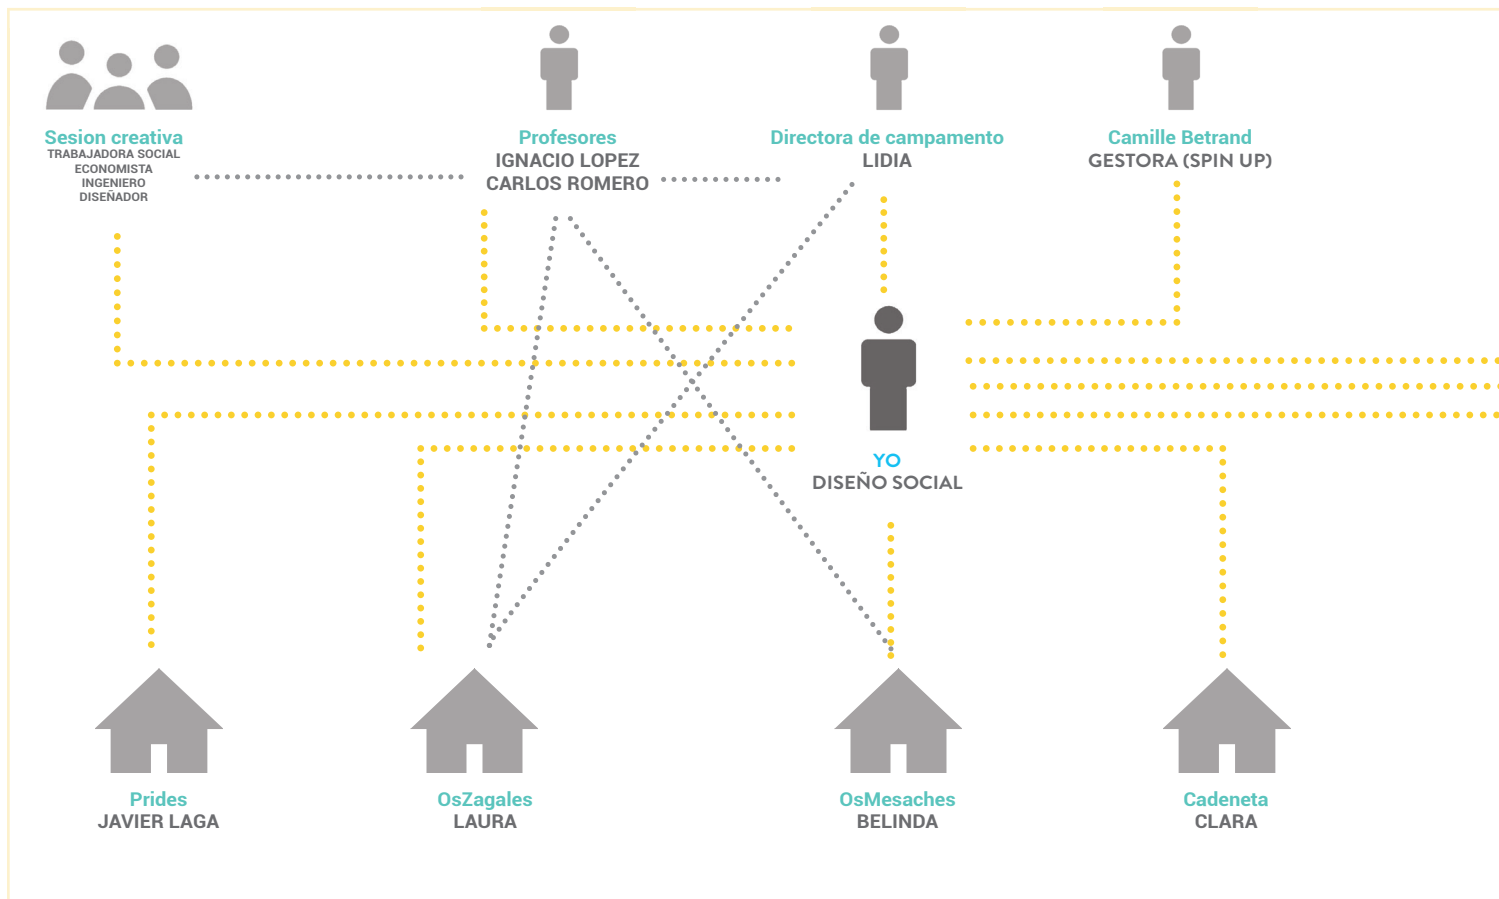 Sesion creativa
TRABAJADORA SOCIAL
ECONOMISTA
INGENIERO
DISEÑADOR
Profesores
IGNACIO LOPEZ
CARLOS ROMERO
Directora de campamento
LIDIA
Camille Betrand
GESTORA (SPIN UP)
YO
DISEÑO SOCIAL
Prides
JAVIER LAGA
OsZagales
LAURA
OsMesaches
BELINDA
Cadeneta
CLARA